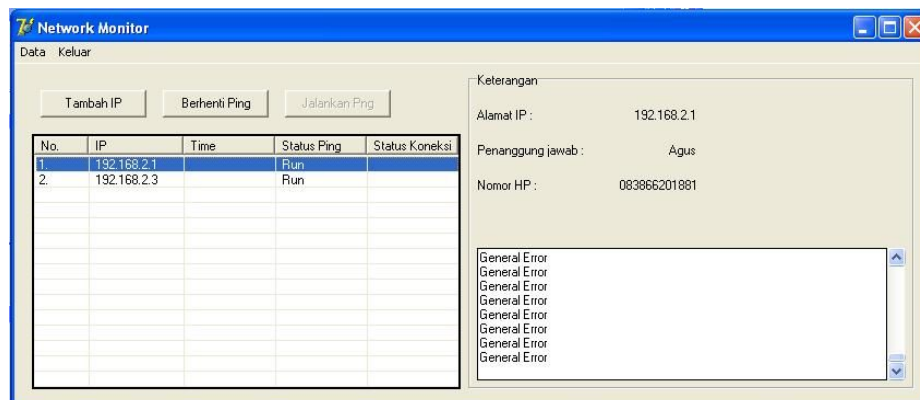 Network Monitor
Data Keluar
Tambah IP Berhenti Ping Jalankan Png
No. IP Time Status Ping Status Koneksi
1. 192.168.2.1 Run
2. 192.168.2.3 Run
Keterangan
Alamat IP : 192.168.2.1
Penanggung jawab : Agus
Nomor HP : 083866201881
General Error
General Error
General Error
General Error
General Error
General Error
General Error
General Error